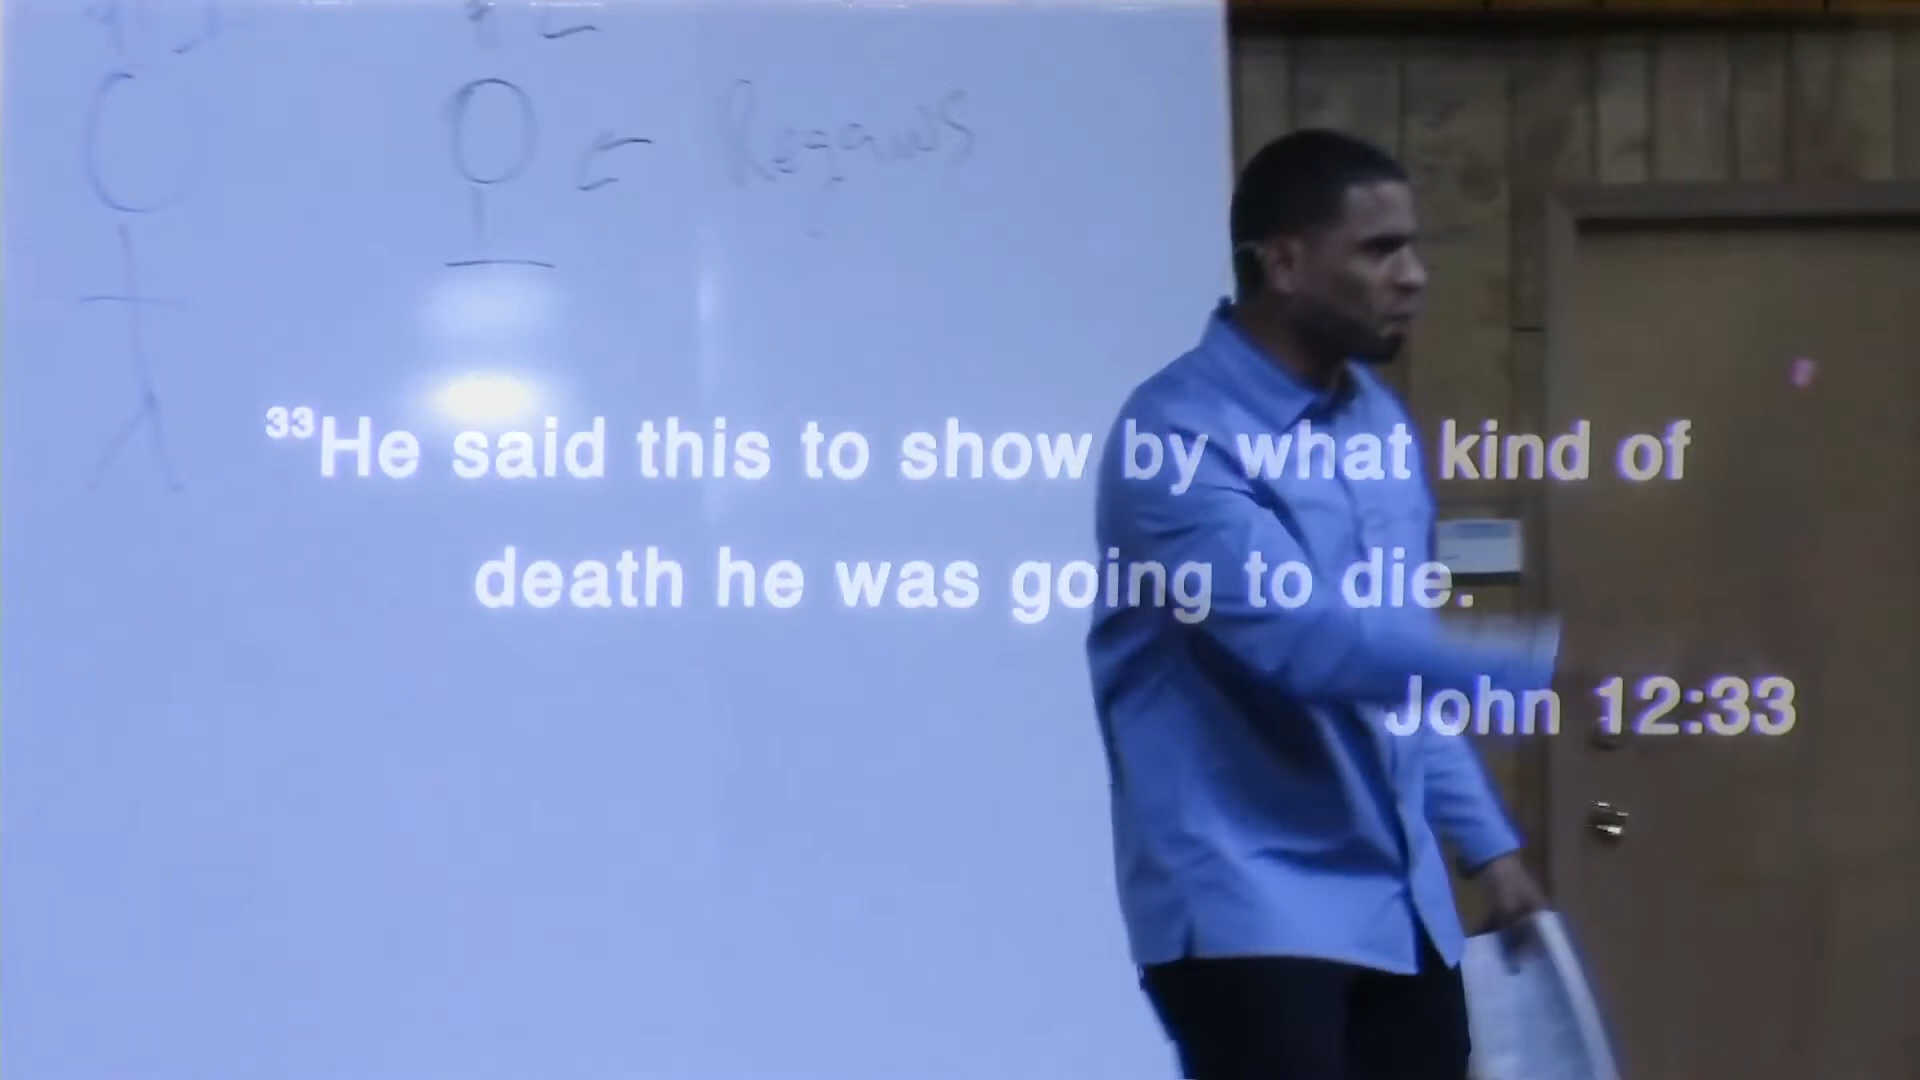 ³³He said this to show by what kind of
death he was going to die.
John 12:33